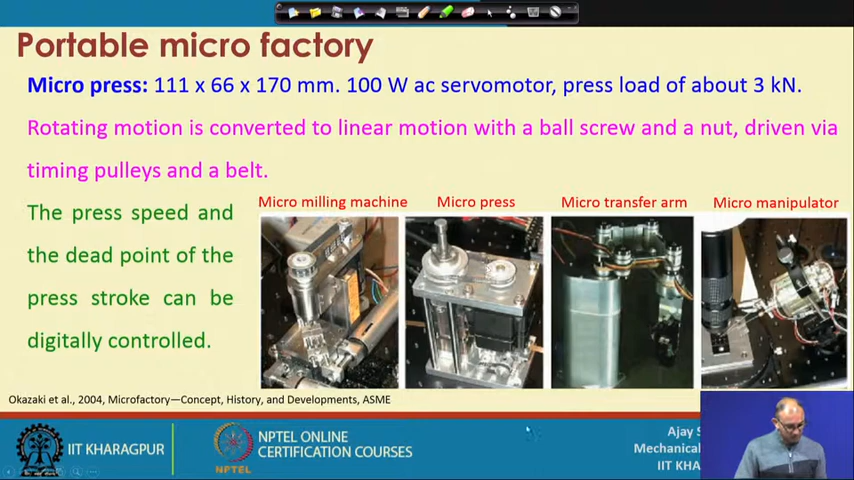 Portable micro factory
Micro press: 111 x 66 x 170 mm. 100 W ac servomotor, press load of about 3 kN.
Rotating motion is converted to linear motion with a ball screw and a nut, driven via
timing pulleys and a belt.
The press speed and
the dead point of the
press stroke can be
digitally controlled.
Micro milling machine
Micro press
Micro transfer arm
Micro manipulator
Okazaki et al., 2004, Microfactory—Concept, History, and Developments, ASME
IIT KHARAGPUR
NPTEL
NPTEL ONLINE
CERTIFICATION COURSES
Ajay
Mechanical
IIT